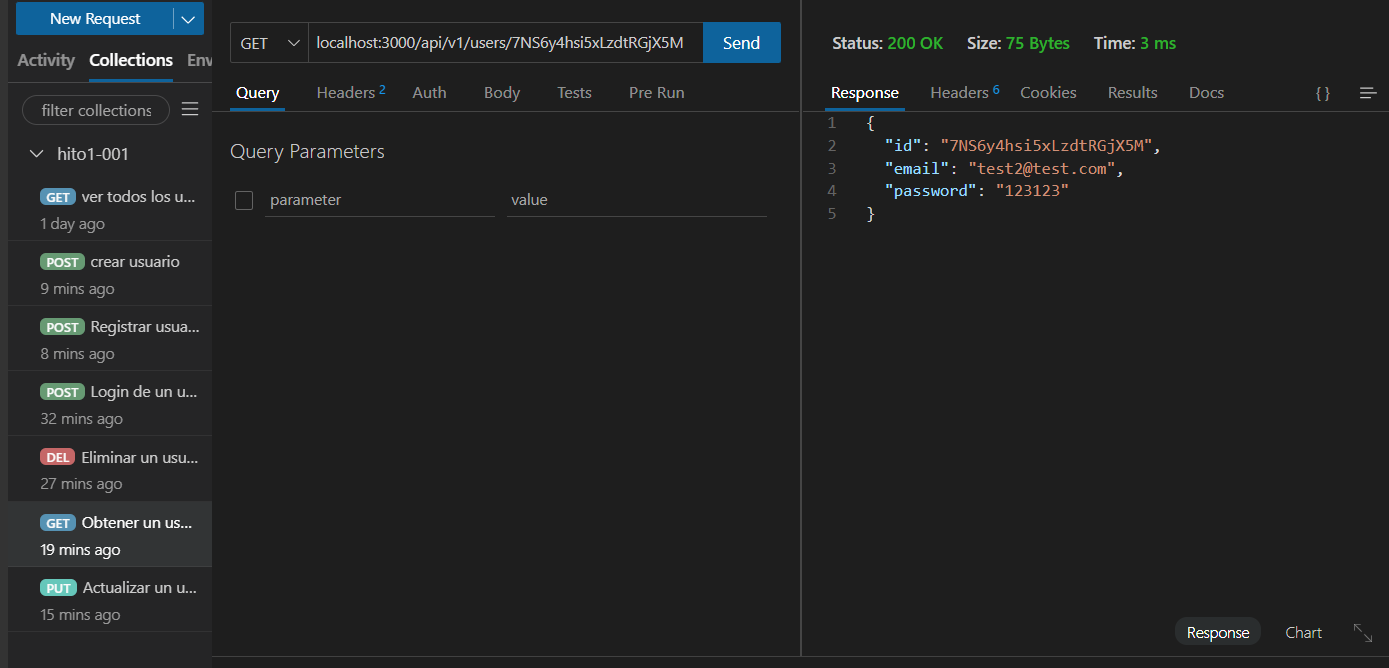 New Request
Activity Collections Env
filter collections
hito1-001
GET ver todos los u...
1 day ago
POST crear usuario
9 mins ago
POST Registrar usua...
8 mins ago
POST Login de un u...
32 mins ago
DEL Eliminar un usu...
27 mins ago
GET Obtener un us...
19 mins ago
PUT Actualizar un u...
15 mins ago
GET localhost:3000/api/v1/users/7NS6y4hsi5xLzdtRGjX5M Send
Query Headers 2 Auth Body Tests Pre Run
Query Parameters
parameter value
Status: 200 OK Size: 75 Bytes Time: 3 ms
Response Headers 6 Cookies Results Docs { }
1 {
2 "id": "7NS6y4hsi5xLzdtRGjX5M",
3 "email": "test2@test.com",
4 "password": "123123"
5 }
Response Chart